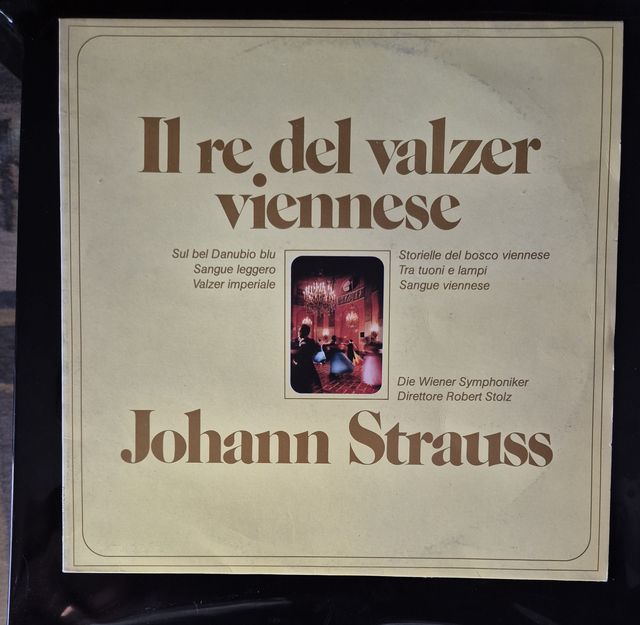 Il re del valzer
viennese
Sul bel Danubio blu
Sangue leggero
Valzer imperiale
Storielle del bosco viennese
Tra tuoni e lampi
Sangue viennese
Die Wiener Symphoniker
Direttore Robert Stolz
Johann Strauss